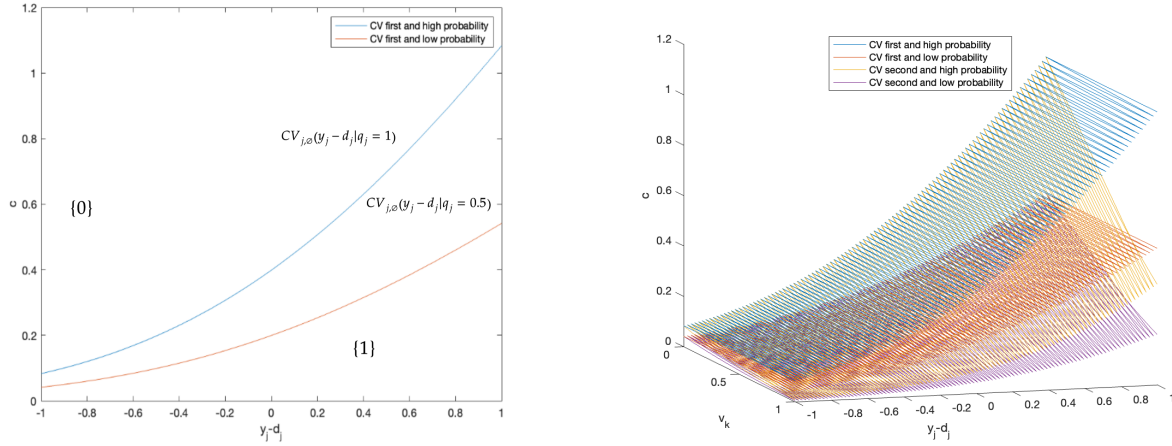 CV first and high probability
CV first and low probability
1.2
1
0.8
0.6
0.4
0.2
0
c
CV_{j,∅}(y_j − d_j|q_j = 1)
CV_{j,∅}(y_j − d_j|q_j = 0.5)
{0}
{1}
-1 -0.8 -0.6 -0.4 -0.2 0 0.2 0.4 0.6 0.8 1
y_j-d_j
CV first and high probability
CV first and low probability
CV second and high probability
CV second and low probability
1.2
1
0.8
0.6
0.4
0.2
0
c
0
0.5
1
v_k
-1 -0.8 -0.6 -0.4 -0.2 0 0.2 0.4 0.6 0.8 1
y_j-d_j